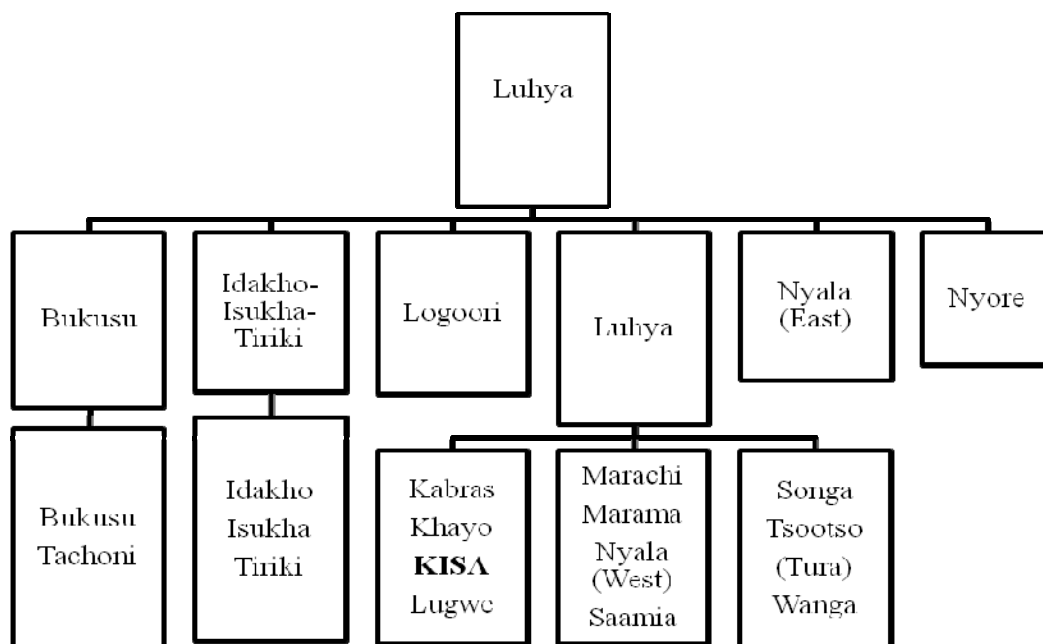 Luhya
Bukusu
Idakho-
Isukha-
Tiriki
Logoori
Luhya
Nyala
(East)
Nyore
Bukusu
Tachoni
Idakho
Isukha
Tiriki
Kabras
Khayo
KISA
Lugwe
Marachi
Marama
Nyala
(West)
Saamia
Songa
Tsootso
(Tura)
Wanga